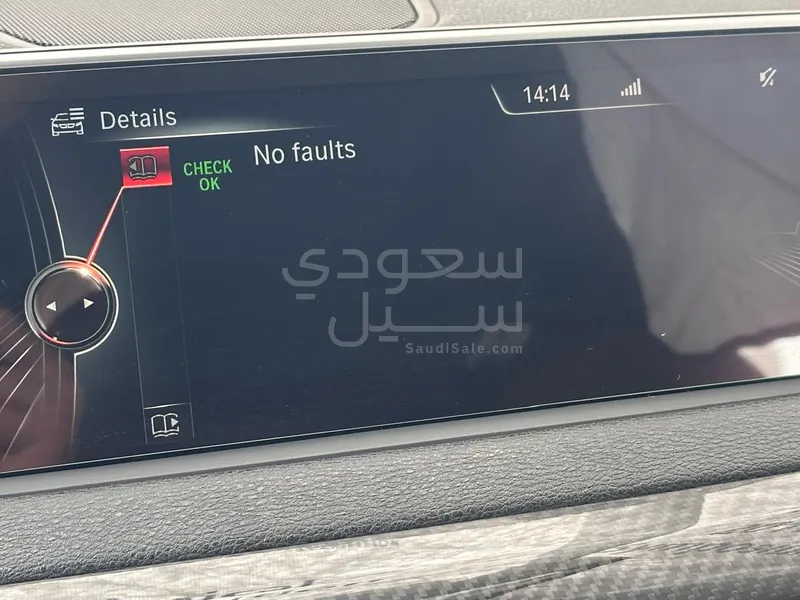 Details
14:14
CHECK
OK
No faults
سعودي
سيل
SaudiSale.com